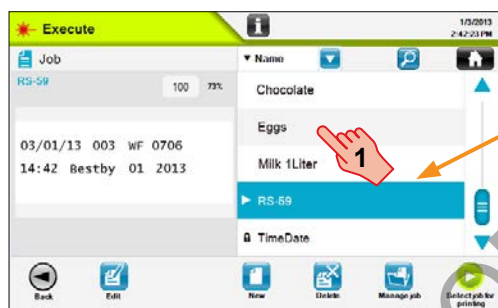 Execute
i
1/3/2013
2:42:23 PM
Job
RS-59
100 73%
03/01/13 003 WF 0706
14:42 Bestby 01 2013
Name
Chocolate
Eggs
1
Milk 1Liter
RS-59
TimeDate
Back
Edit
New
Delete
Manage job
Select job for
printing